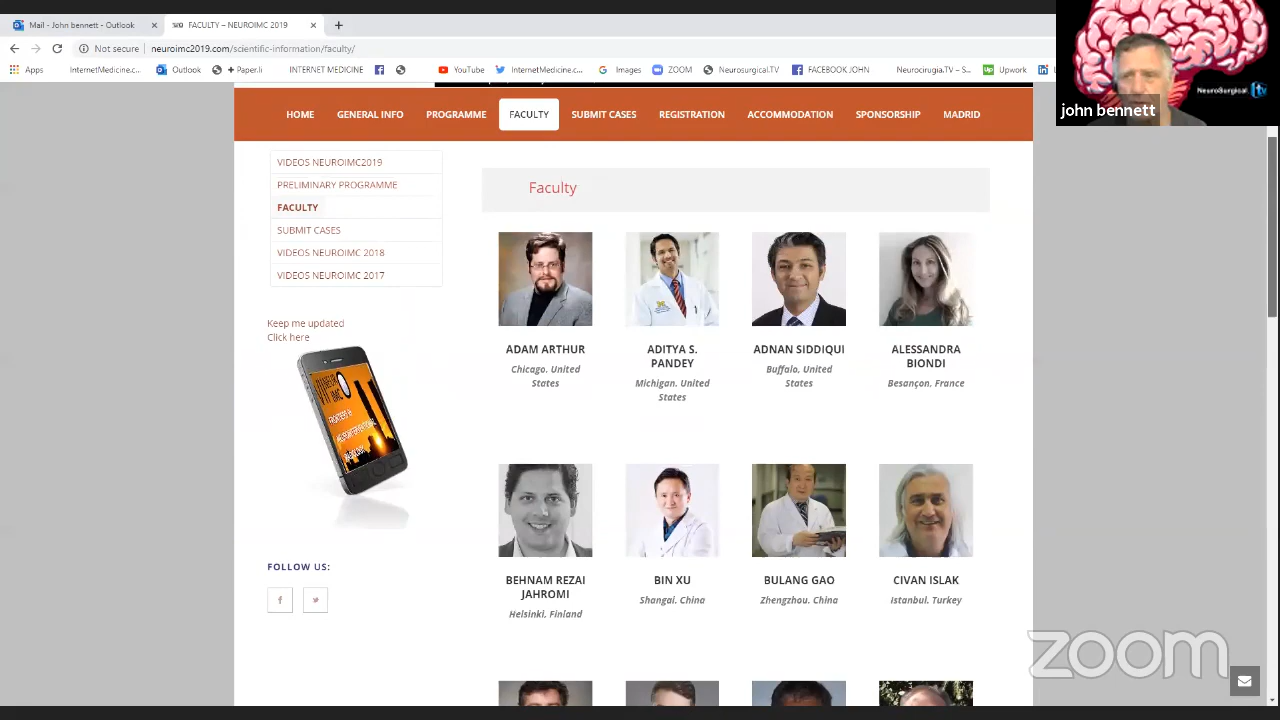 Mail - John bennett - Outlook
FACULTY – NEUROIMC 2019
Not secure
neuroimc2019.com/scientific-information/faculty/
Apps
InternetMedicine.c...
Outlook
+ Paper.li
INTERNET MEDICINE
YouTube
InternetMedicine.c...
Images
ZOOM
Neurosurgical.TV
FACEBOOK JOHN
Neurocirugia.TV – S...
Upwork
NeuroSurgical tv
john bennett
HOME
GENERAL INFO
PROGRAMME
FACULTY
SUBMIT CASES
REGISTRATION
ACCOMMODATION
SPONSORSHIP
MADRID
VIDEOS NEUROIMC2019
PRELIMINARY PROGRAMME
FACULTY
SUBMIT CASES
VIDEOS NEUROIMC 2018
VIDEOS NEUROIMC 2017
Keep me updated
Click here
FOLLOW US:
Faculty
ADAM ARTHUR
Chicago. United
States
ADITYA S.
PANDEY
Michigan. United
States
ADNAN SIDDIQUI
Buffalo, United
States
ALESSANDRA
BIONDI
Besançon, France
BEHNAM REZAI
JAHROMI
Helsinki, Finland
BIN XU
Shangai. China
BULANG GAO
Zhengzhou. China
CIVAN ISLAK
Istanbul. Turkey
zoom